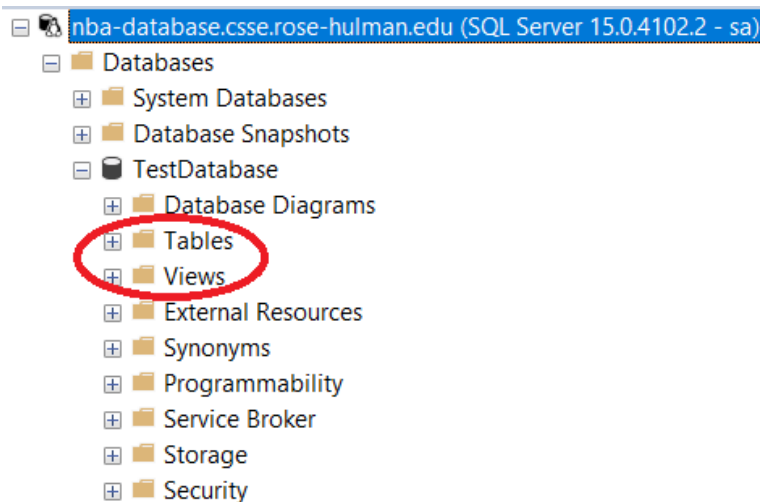 nba-database.csse.rose-hulman.edu (SQL Server 15.0.4102.2 - sa)
Databases
System Databases
Database Snapshots
TestDatabase
Database Diagrams
Tables
Views
External Resources
Synonyms
Programmability
Service Broker
Storage
Security